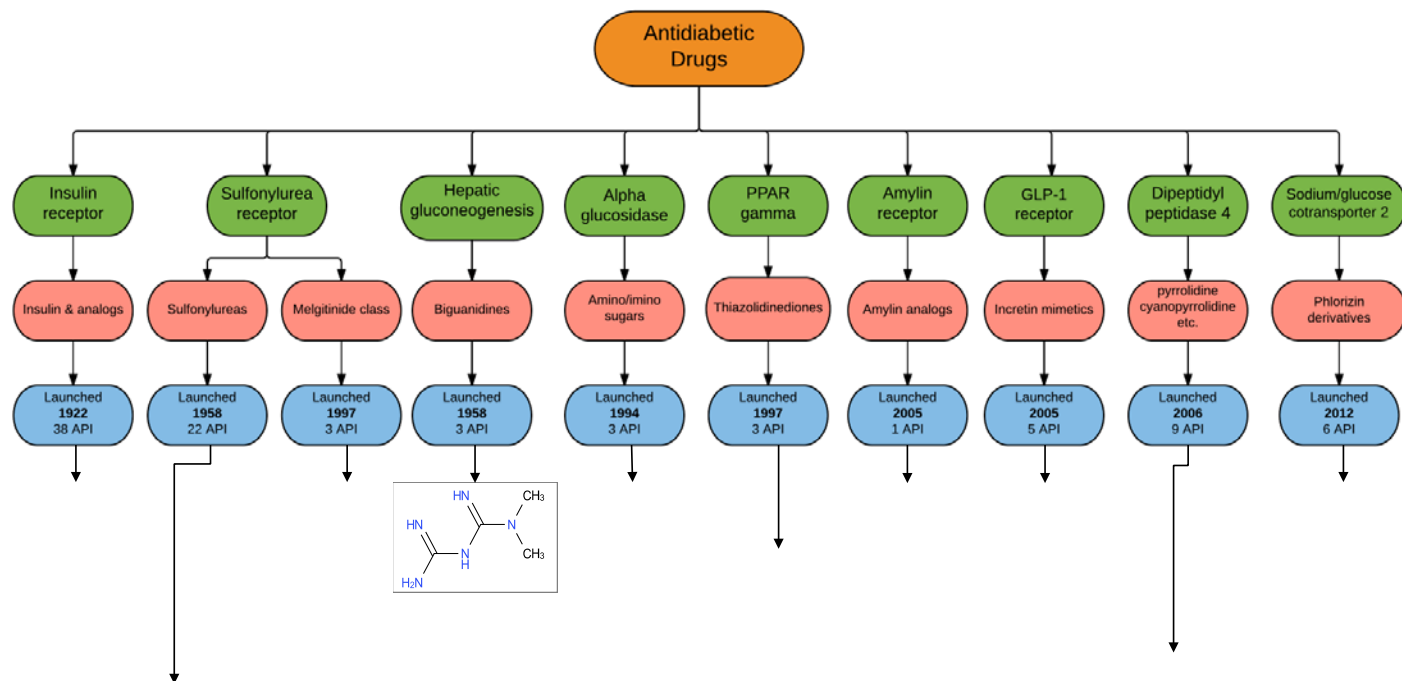 Antidiabetic
Drugs
Insulin
receptor
Sulfonylurea
receptor
Hepatic
gluconeogenesis
Alpha
glucosidase
PPAR
gamma
Amylin
receptor
GLP-1
receptor
Dipeptidyl
peptidase 4
Sodium/glucose
cotransporter 2
Insulin & analogs
Sulfonylureas
Melgitinide class
Biguanidines
Amino/imino
sugars
Thiazolidinediones
Amylin analogs
Incretin mimetics
pyrrolidine
cyanopyrrolidine
etc.
Phlorizin
derivatives
Launched
1922
38 API
Launched
1958
22 API
Launched
1997
3 API
Launched
1958
3 API
Launched
1994
3 API
Launched
1997
3 API
Launched
2005
1 API
Launched
2005
5 API
Launched
2006
9 API
Launched
2012
6 API
HN CH3
HN N
N CH3
H
H2N